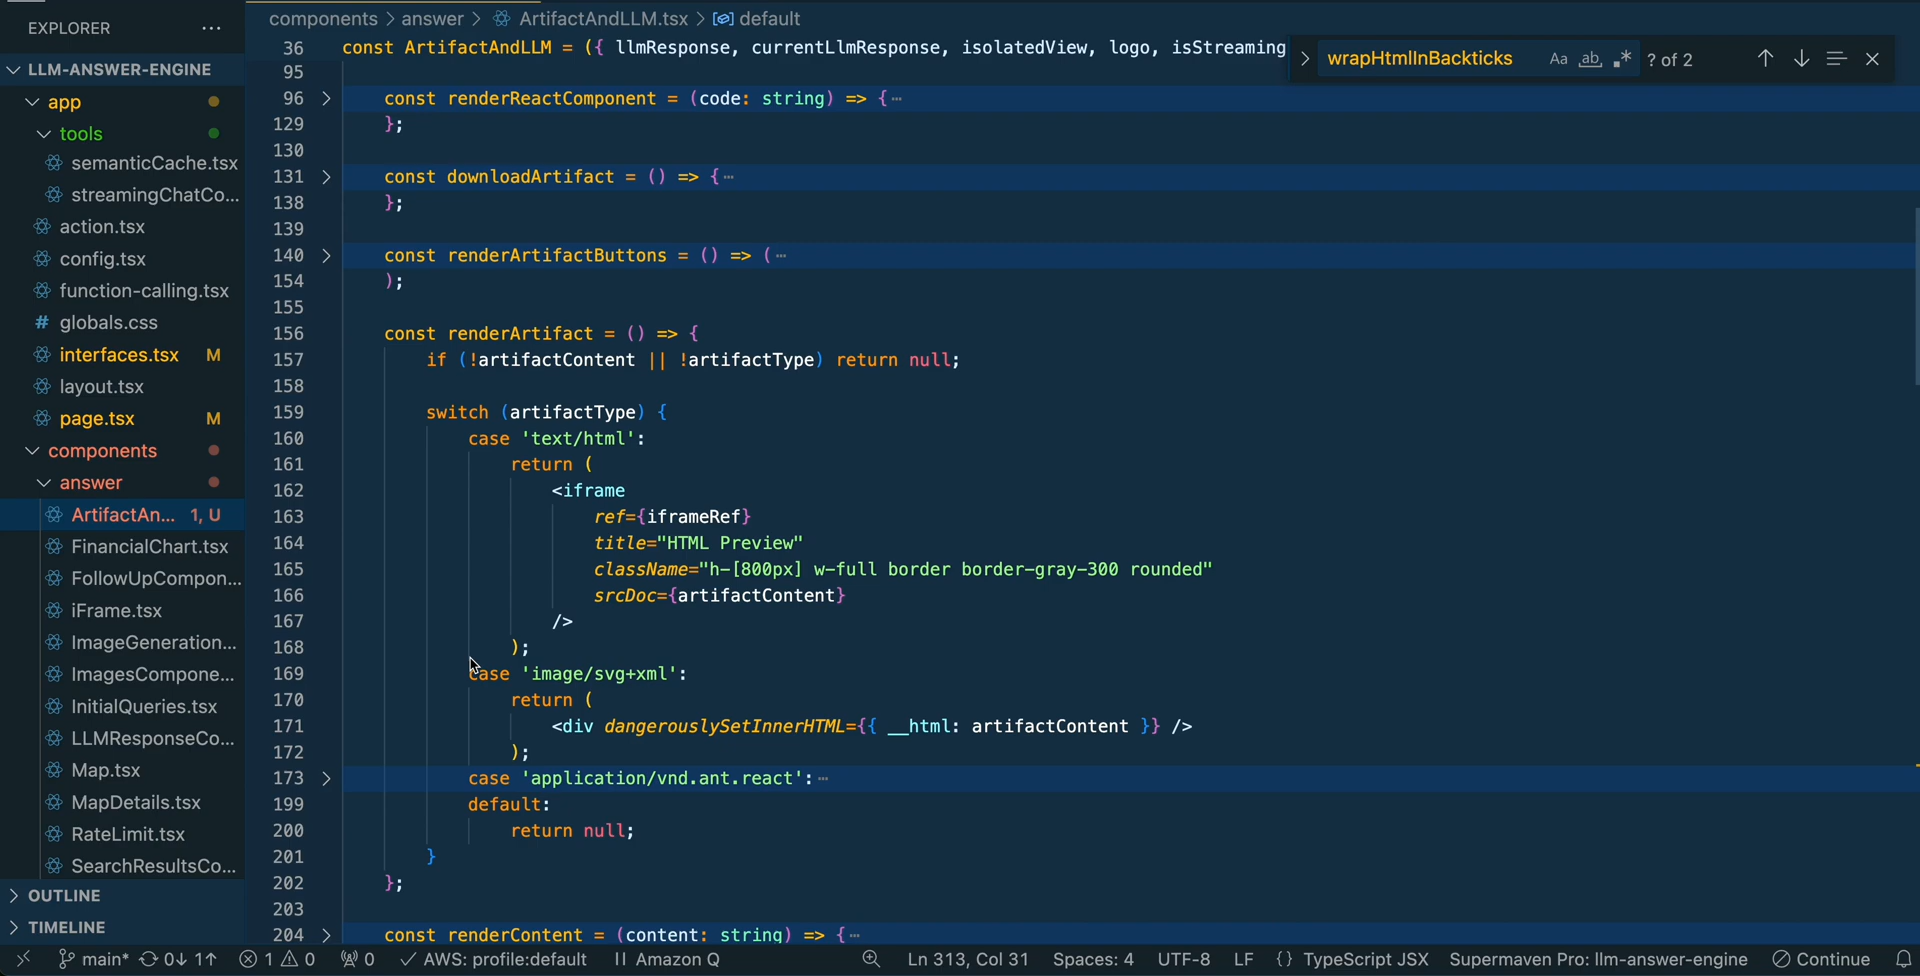 EXPLORER ···
LLM-ANSWER-ENGINE
app
tools
semanticCache.tsx
streamingChatCo...
action.tsx
config.tsx
function-calling.tsx
# globals.css
interfaces.tsx M
layout.tsx
page.tsx M
components
answer
ArtifactAn... 1, U
FinancialChart.tsx
FollowUpCompon...
iFrame.tsx
ImageGeneration...
ImagesCompone...
InitialQueries.tsx
LLMResponseCo...
Map.tsx
MapDetails.tsx
RateLimit.tsx
SearchResultsCo...
OUTLINE
TIMELINE
components > answer > ArtifactAndLLM.tsx > default
wrapHtmlInBackticks Aa ab .* ? of 2
36 const ArtifactAndLLM = ({ llmResponse, currentLlmResponse, isolatedView, logo, isStreaming
95
96 const renderReactComponent = (code: string) => {⋯
129 };
130
131 const downloadArtifact = () => {⋯
138 };
139
140 const renderArtifactButtons = () => (⋯
154 );
155
156 const renderArtifact = () => {
157 if (!artifactContent || !artifactType) return null;
158
159 switch (artifactType) {
160 case 'text/html':
161 return (
162 <iframe
163 ref={iframeRef}
164 title="HTML Preview"
165 className="h-[800px] w-full border border-gray-300 rounded"
166 srcDoc={artifactContent}
167 />
168 );
169 case 'image/svg+xml':
170 return (
171 <div dangerouslySetInnerHTML={{ __html: artifactContent }} />
172 );
173 case 'application/vnd.ant.react':⋯
199 default:
200 return null;
201 }
202 };
203
204 const renderContent = (content: string) => {⋯
main* 0↓ 1↑ 1 0 0 AWS: profile:default Amazon Q Ln 313, Col 31 Spaces: 4 UTF-8 LF {} TypeScript JSX Supermaven Pro: llm-answer-engine Continue